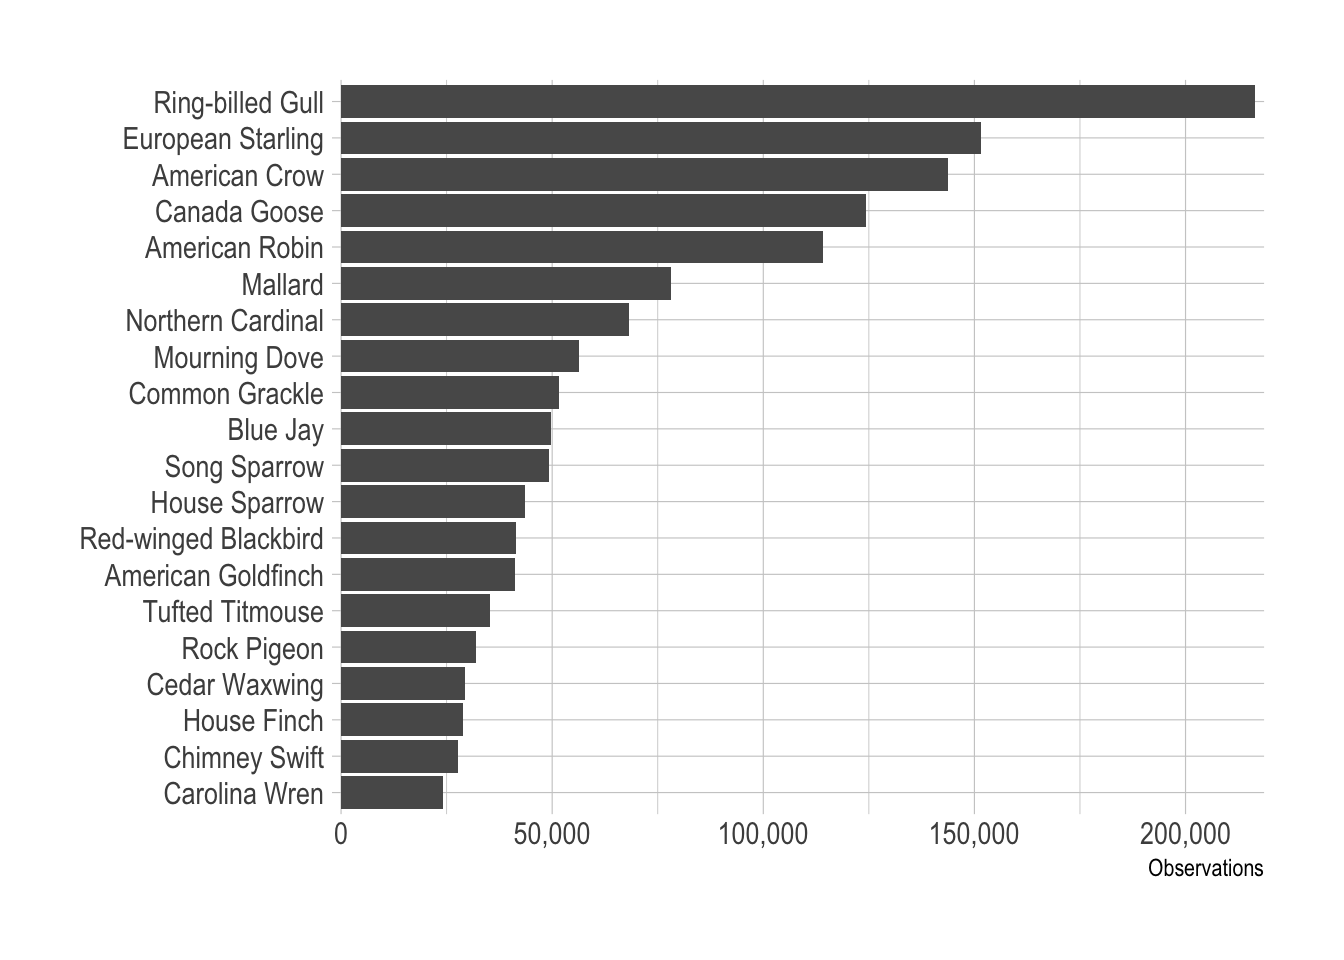 Ring-billed Gull
European Starling
American Crow
Canada Goose
American Robin
Mallard
Northern Cardinal
Mourning Dove
Common Grackle
Blue Jay
Song Sparrow
House Sparrow
Red-winged Blackbird
American Goldfinch
Tufted Titmouse
Rock Pigeon
Cedar Waxwing
House Finch
Chimney Swift
Carolina Wren
0 50,000 100,000 150,000 200,000
Observations